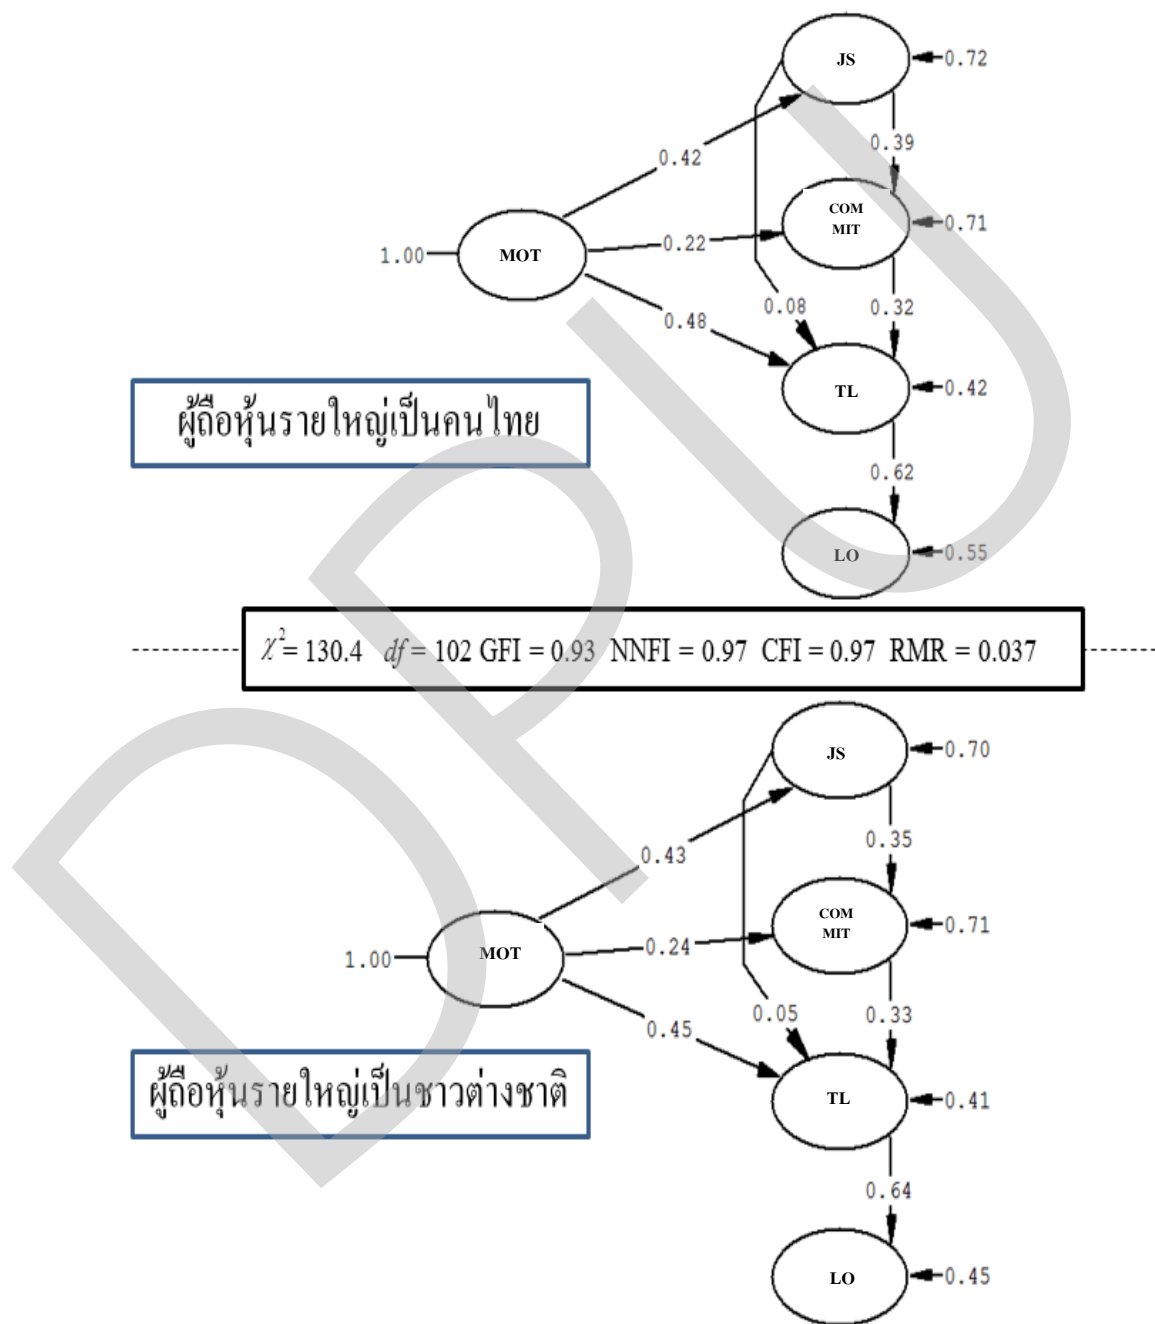 JS
0.72
0.39
0.42
COM
MIT
0.71
0.22
1.00
MOT
0.08
0.32
0.48
TL
0.42
ผู้ถือหุ้นรายใหญ่เป็นคนไทย
0.62
LO
0.55
χ²= 130.4 df = 102 GFI = 0.93 NNFI = 0.97 CFI = 0.97 RMR = 0.037
JS
0.70
0.35
0.43
COM
MIT
0.71
0.24
1.00
MOT
0.05
0.33
0.45
TL
0.41
ผู้ถือหุ้นรายใหญ่เป็นชาวต่างชาติ
0.64
LO
0.45
DPU